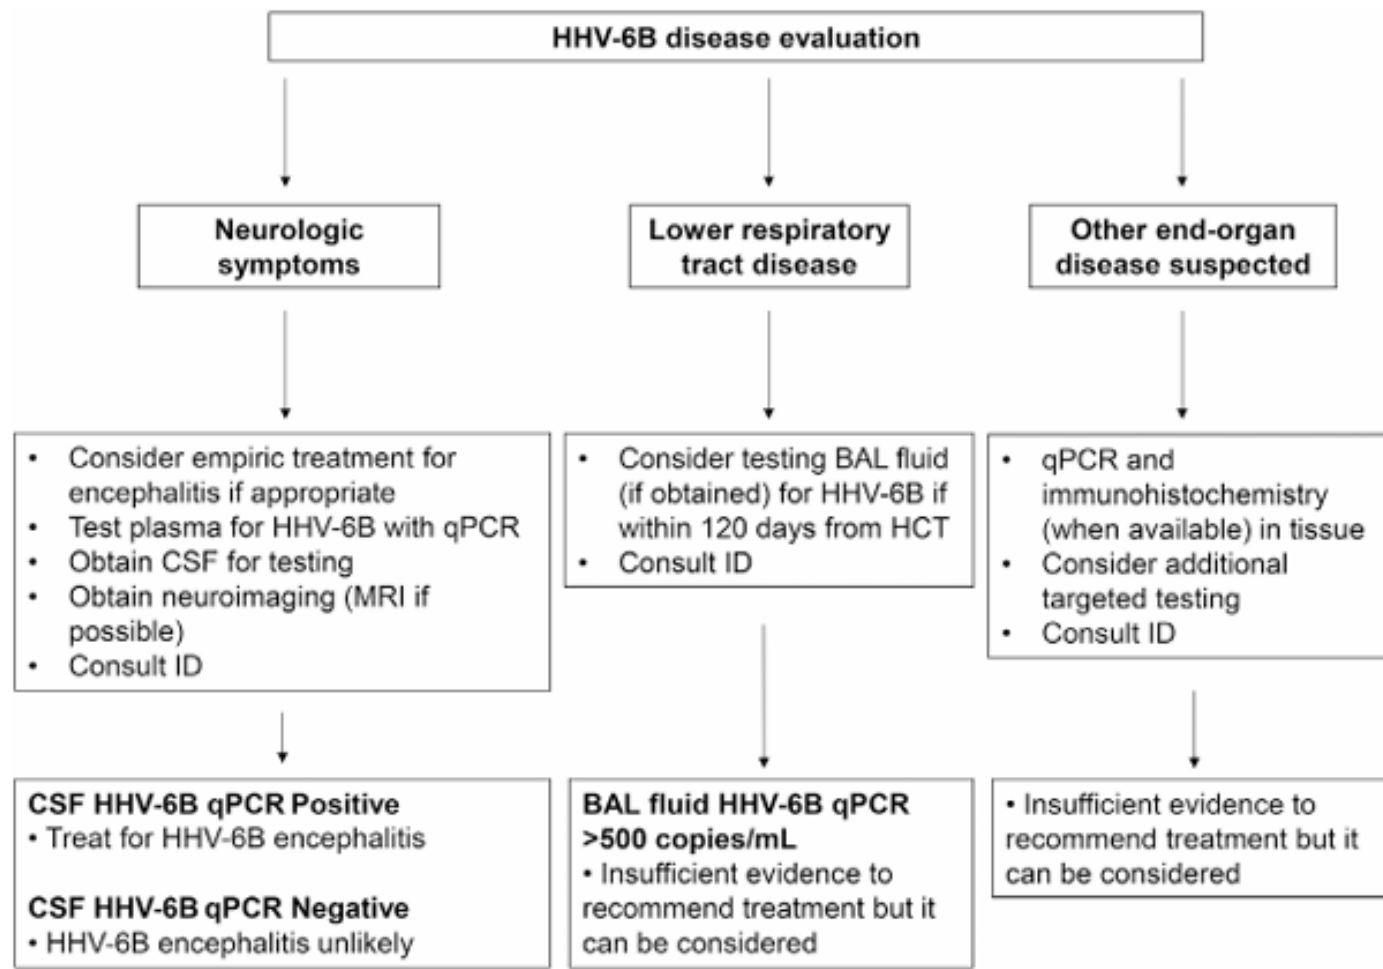 HHV-6B disease evaluation
Neurologic
symptoms
• Consider empiric treatment for
encephalitis if appropriate
• Test plasma for HHV-6B with qPCR
• Obtain CSF for testing
• Obtain neuroimaging (MRI if
possible)
• Consult ID
CSF HHV-6B qPCR Positive
• Treat for HHV-6B encephalitis
CSF HHV-6B qPCR Negative
• HHV-6B encephalitis unlikely
Lower respiratory
tract disease
• Consider testing BAL fluid
(if obtained) for HHV-6B if
within 120 days from HCT
• Consult ID
BAL fluid HHV-6B qPCR
>500 copies/mL
• Insufficient evidence to
recommend treatment but it
can be considered
Other end-organ
disease suspected
• qPCR and
immunohistochemistry
(when available) in tissue
• Consider additional
targeted testing
• Consult ID
• Insufficient evidence to
recommend treatment but it
can be considered